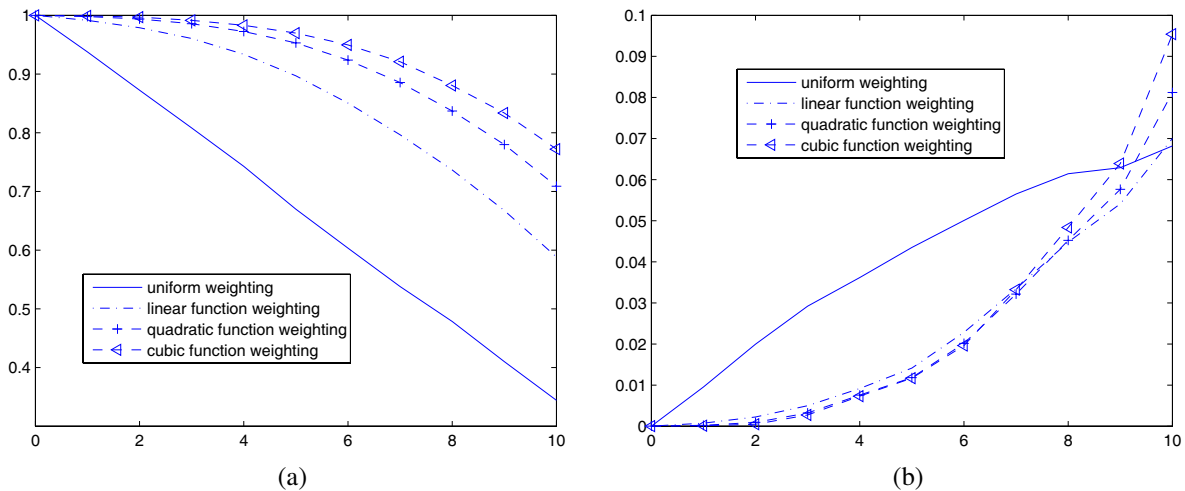 1
0.9
0.8
0.7
0.6
0.5
0.4
0 2 4 6 8 10
uniform weighting
linear function weighting
quadratic function weighting
cubic function weighting
(a)
0.1
0.09
0.08
0.07
0.06
0.05
0.04
0.03
0.02
0.01
0
0 2 4 6 8 10
uniform weighting
linear function weighting
quadratic function weighting
cubic function weighting
(b)